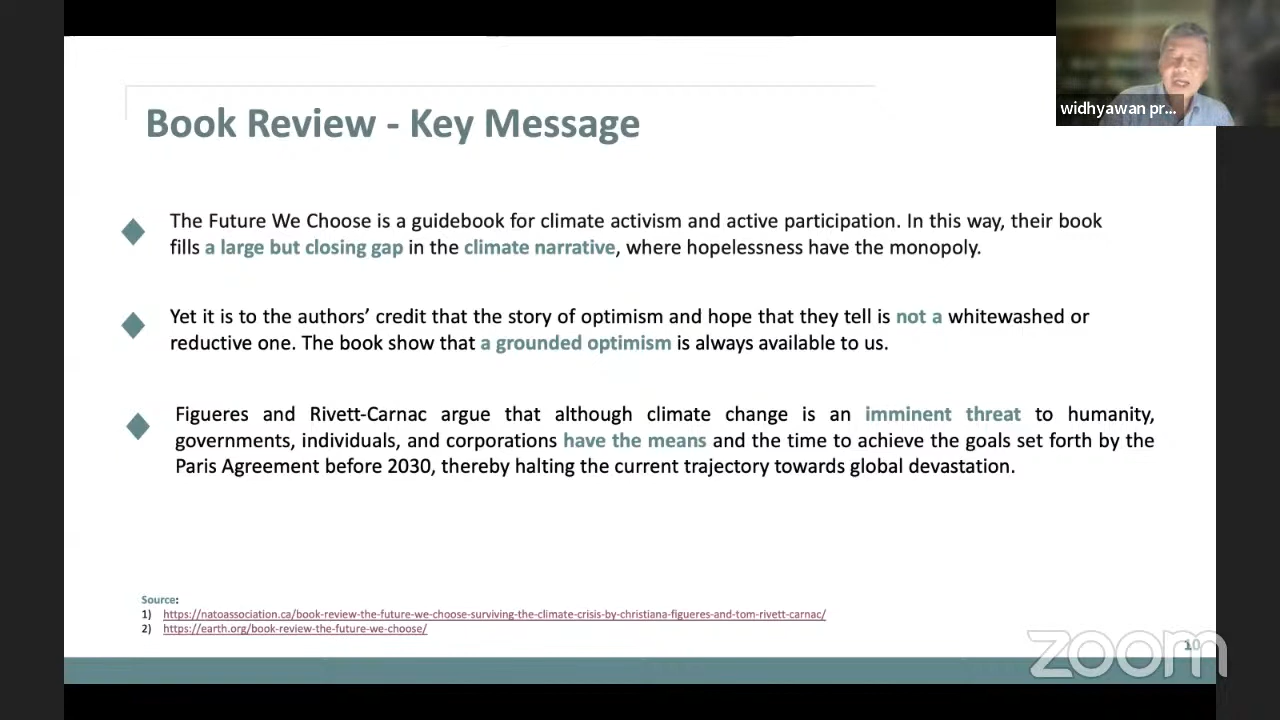 widhyawan pr...
Book Review - Key Message
The Future We Choose is a guidebook for climate activism and active participation. In this way, their book
fills a large but closing gap in the climate narrative, where hopelessness have the monopoly.
Yet it is to the authors’ credit that the story of optimism and hope that they tell is not a whitewashed or
reductive one. The book show that a grounded optimism is always available to us.
Figueres and Rivett-Carnac argue that although climate change is an imminent threat to humanity,
governments, individuals, and corporations have the means and the time to achieve the goals set forth by the
Paris Agreement before 2030, thereby halting the current trajectory towards global devastation.
Source:
1) https://natoassociation.ca/book-review-the-future-we-choose-surviving-the-climate-crisis-by-christiana-figueres-and-tom-rivett-carnac/
2) https://earth.org/book-review-the-future-we-choose/
10
zoom